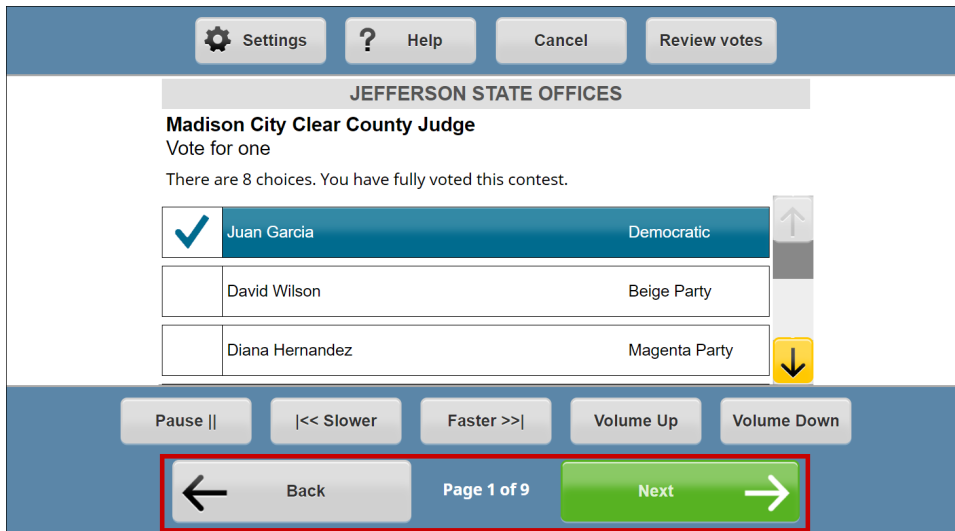 Settings ? Help Cancel Review votes
JEFFERSON STATE OFFICES
Madison City Clear County Judge
Vote for one
There are 8 choices. You have fully voted this contest.
Juan Garcia Democratic
David Wilson Beige Party
Diana Hernandez Magenta Party
Pause || |<< Slower Faster >>| Volume Up Volume Down
Back Page 1 of 9 Next